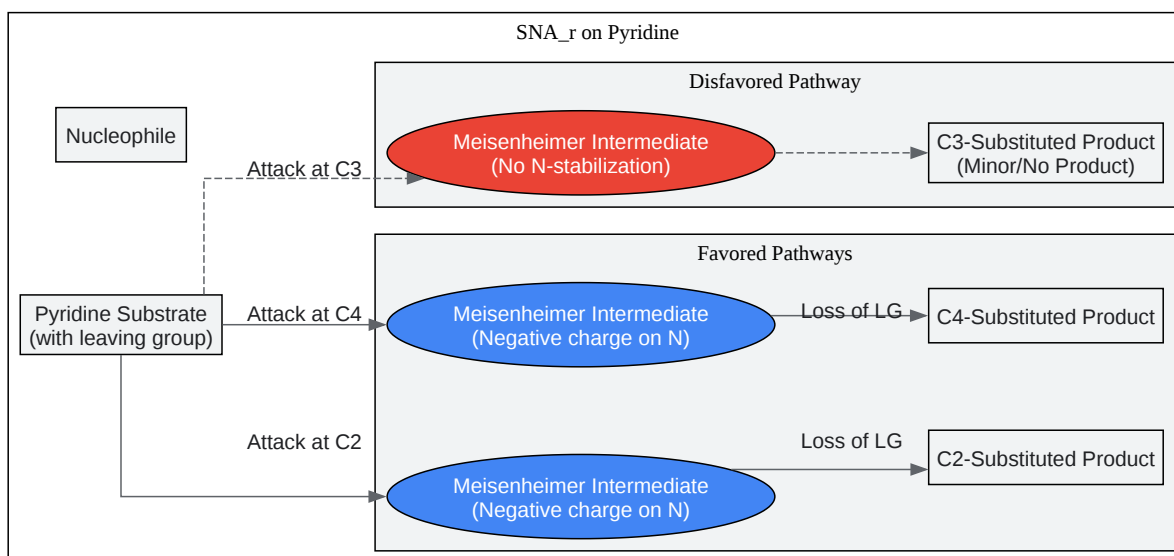 SNA_r on Pyridine
Disfavored Pathway
Nucleophile
Attack at C3
Meisenheimer Intermediate
(No N-stabilization)
C3-Substituted Product
(Minor/No Product)
Favored Pathways
Pyridine Substrate
(with leaving group)
Attack at C4
Meisenheimer Intermediate
(Negative charge on N)
Loss of LG
C4-Substituted Product
Attack at C2
Meisenheimer Intermediate
(Negative charge on N)
Loss of LG
C2-Substituted Product